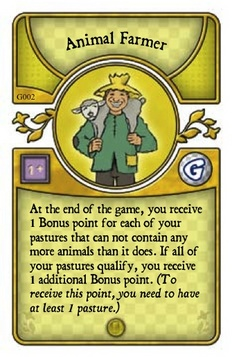 Animal Farmer
G002
1+
G
At the end of the game, you receive
1 Bonus point for each of your
pastures that can not contain any
more animals than it does. If all of
your pastures qualify, you receive
1 additional Bonus point. (To
receive this point, you need to have
at least 1 pasture.)